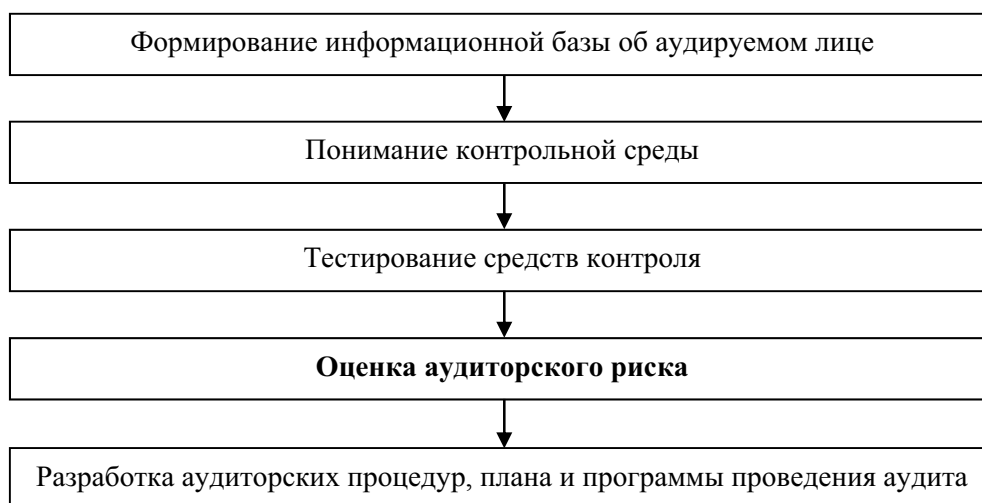 Формирование информационной базы об аудируемом лице
Понимание контрольной среды
Тестирование средств контроля
Оценка аудиторского риска
Разработка аудиторских процедур, плана и программы проведения аудита